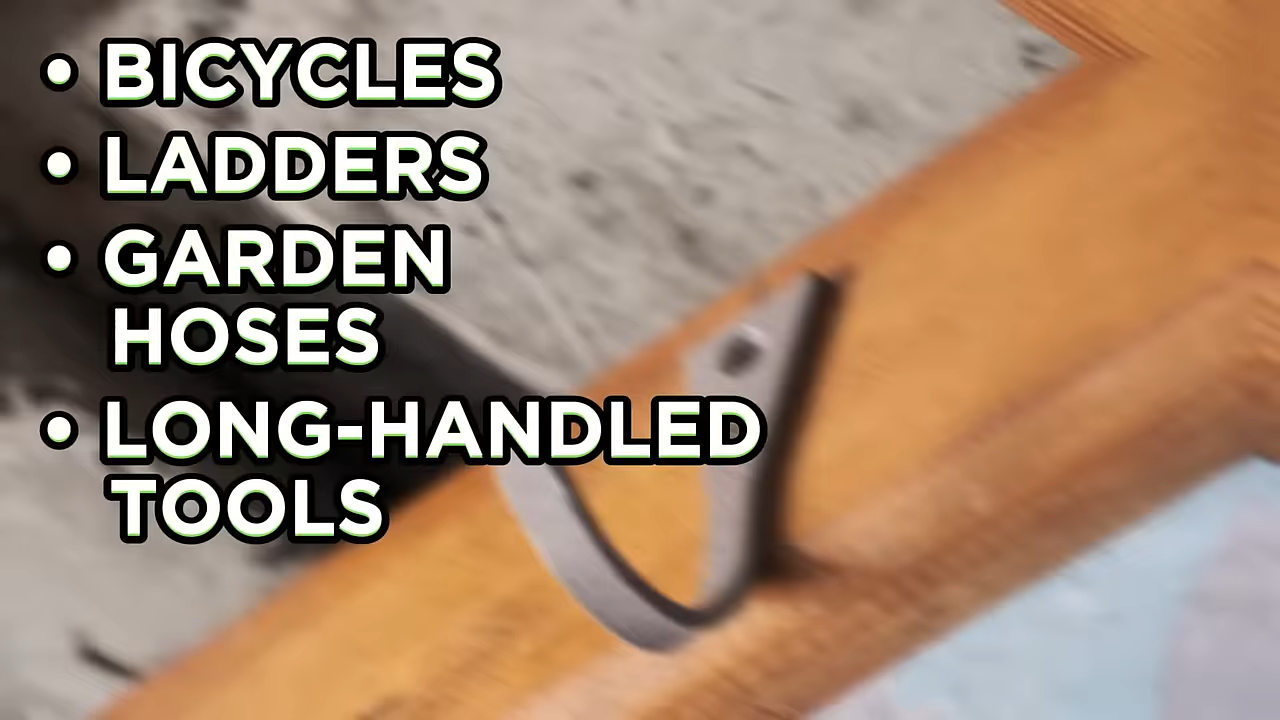 • BICYCLES
• LADDERS
• GARDEN
HOSES
• LONG-HANDLED
TOOLS